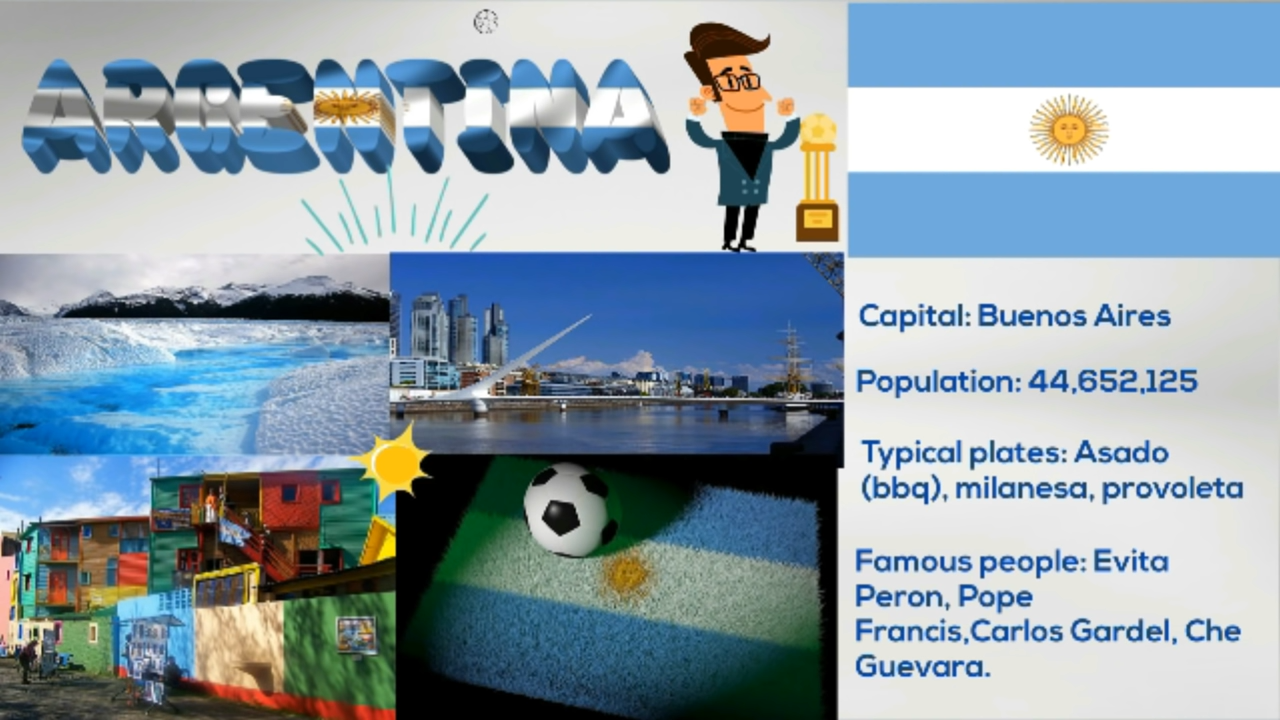 ARGENTINA
Capital: Buenos Aires
Population: 44,652,125
Typical plates: Asado
(bbq), milanesa, provoleta
Famous people: Evita
Peron, Pope
Francis,Carlos Gardel, Che
Guevara.